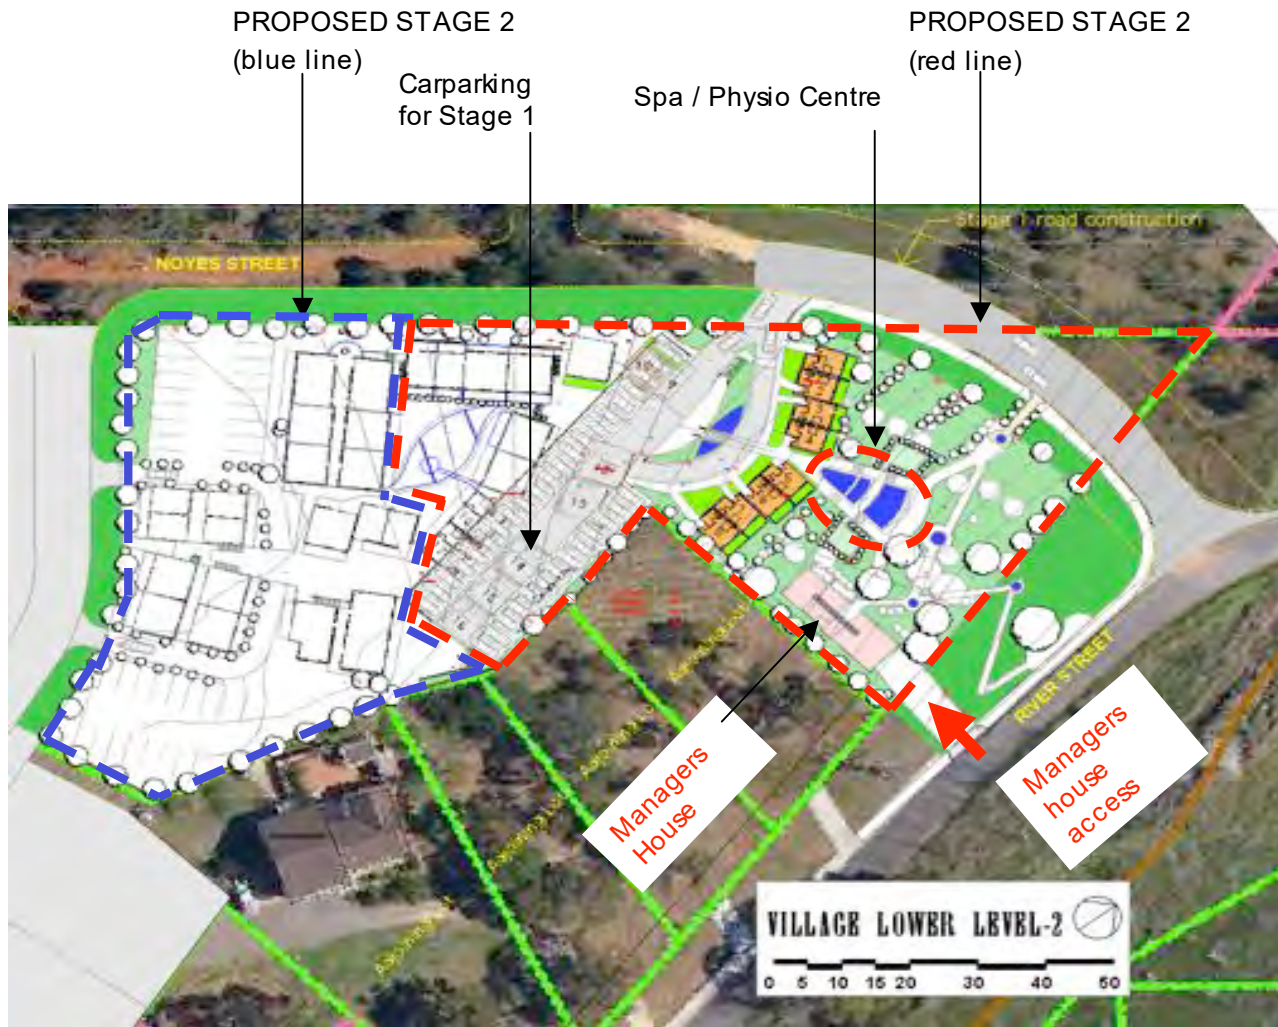 PROPOSED STAGE 2
(blue line)
PROPOSED STAGE 2
(red line)
Carparking
for Stage 1
Spa / Physio Centre
Stage 1 road construction
NOYES STREET
15
RIVER STREET
Managers
House
Managers
house
access
VILLAGE LOWER LEVEL-2
0 5 10 15 20 30 40 50